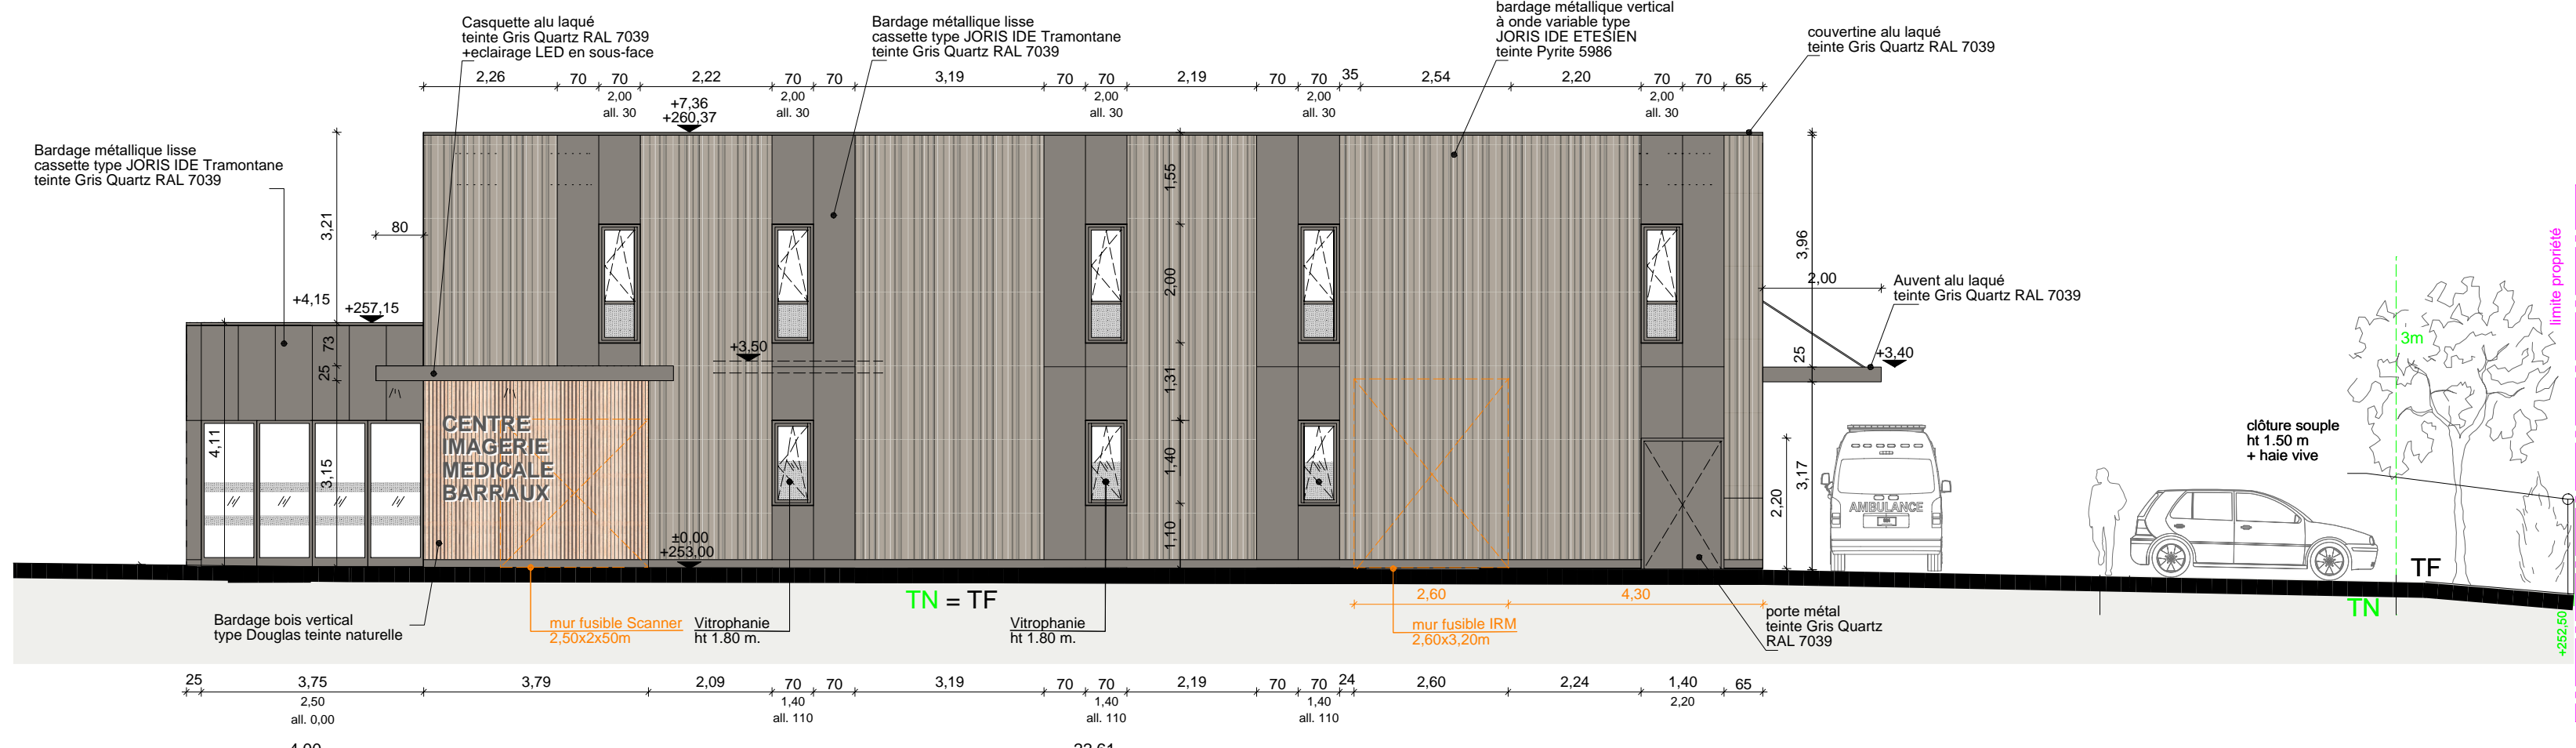 Casquette alu laqué
teinte Gris Quartz RAL 7039
+eclairage LED en sous-face
Bardage métallique lisse
cassette type JORIS IDE Tramontane
teinte Gris Quartz RAL 7039
bardage métallique vertical
à onde variable type
JORIS IDE ETESIEN
teinte Pyrite 5986
couvertine alu laqué
teinte Gris Quartz RAL 7039
2,26 70 70 2,22 70 70 3,19 70 70 2,19 70 70 35 2,54 2,20 70 70 65
2,00 2,00 2,00 2,00 2,00
all. 30 all. 30 all. 30 all. 30 all. 30
+7,36
+260,37
Bardage métallique lisse
cassette type JORIS IDE Tramontane
teinte Gris Quartz RAL 7039
3,21
80
1,55
2,00
1,31
1,40
1,10
3,96
2,00
Auvent alu laqué
teinte Gris Quartz RAL 7039
limite propriété
+4,15
+257,15
73
25
+3,50
25
+3,40
3m
4,11
3,15
CENTRE
IMAGERIE
MEDICALE
BARRAUX
2,20
3,17
AMBULANCE
clôture souple
ht 1.50 m
+ haie vive
±0,00
+253,00
TN = TF
TF
TN
+252,50
2,60 4,30
Bardage bois vertical
type Douglas teinte naturelle
mur fusible Scanner
2,50x2x50m
Vitrophanie
ht 1.80 m.
Vitrophanie
ht 1.80 m.
mur fusible IRM
2,60x3,20m
porte métal
teinte Gris Quartz
RAL 7039
25 3,75 3,79 2,09 70 70 3,19 70 70 2,19 70 70 24 2,60 2,24 1,40 65
2,50 1,40 1,40 1,40 2,20
all. 0,00 all. 110 all. 110 all. 110
4,00 22,61